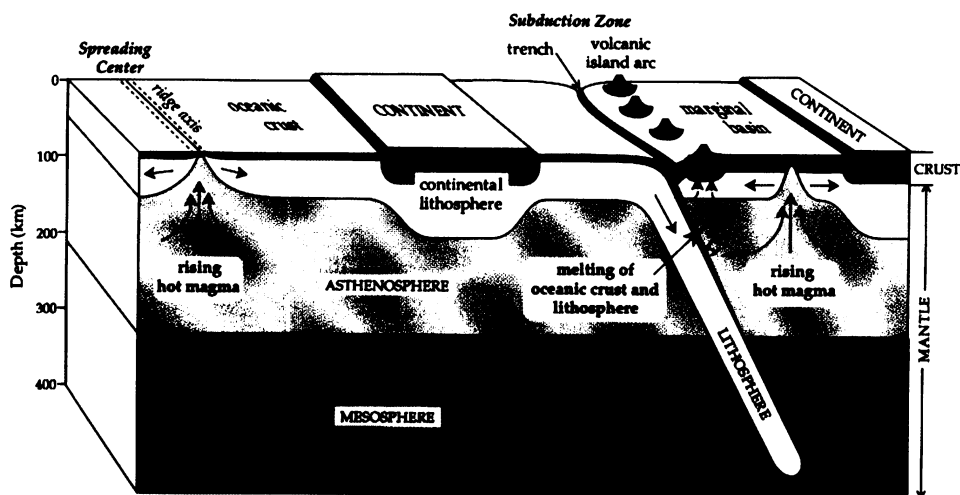 Subduction Zone
trench
volcanic
island arc
Spreading
Center
ridge axis
oceanic
crust
CONTINENT
marginal
basin
CONTINENT
0
100
200
300
400
Depth (km)
CRUST
MANTLE
continental
lithosphere
rising
hot magma
ASTHENOSPHERE
melting of
oceanic crust and
lithosphere
rising
hot magma
LITHOSPHERE
MESOSPHERE